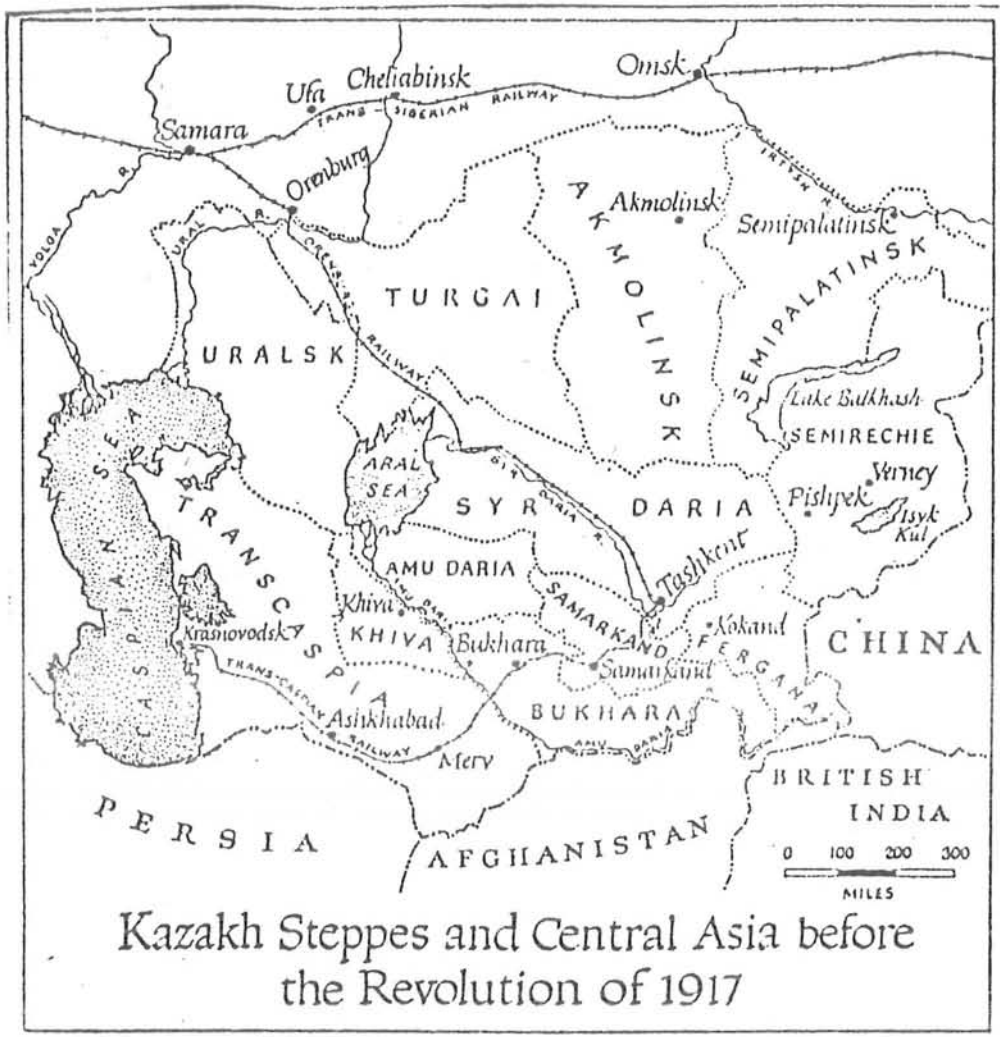 Omsk
Cheliabinsk
Ufa
TRANS-SIBERIAN RAILWAY
Samara
Orenburg
VOLGA R.
URAL R.
IRTYSH R.
AKMOLINSK
Akmolinsk
Semipalatinsk
SEMIPALATINSK
TURGAI
RAILWAY
URALSK
Lake Balkhash
SEMIRECHIE
ARAL
SEA
SYR DARIA
SYR DARIA R.
Verney
Pishpek
Isyk
Kul
CASPIAN SEA
TRANSCASPIA
AMU DARIA
Tashkent
SAMARKAND
Khiva
KHIVA
Kokand
FERGANA
CHINA
Krasnovodsk
Bukhara
Samarkand
TRANS-CASPIAN RAILWAY
BUKHARA
Ashkhabad
AMU DARIA
Merv
PERSIA
AFGHANISTAN
BRITISH
INDIA
0 100 200 300
MILES
Kazakh Steppes and Central Asia before
the Revolution of 1917